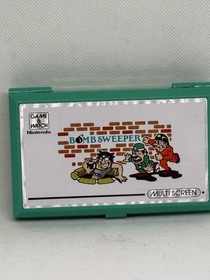 GAME &
WATCH
Nintendo
BOMB SWEEPER
MULTI SCREEN